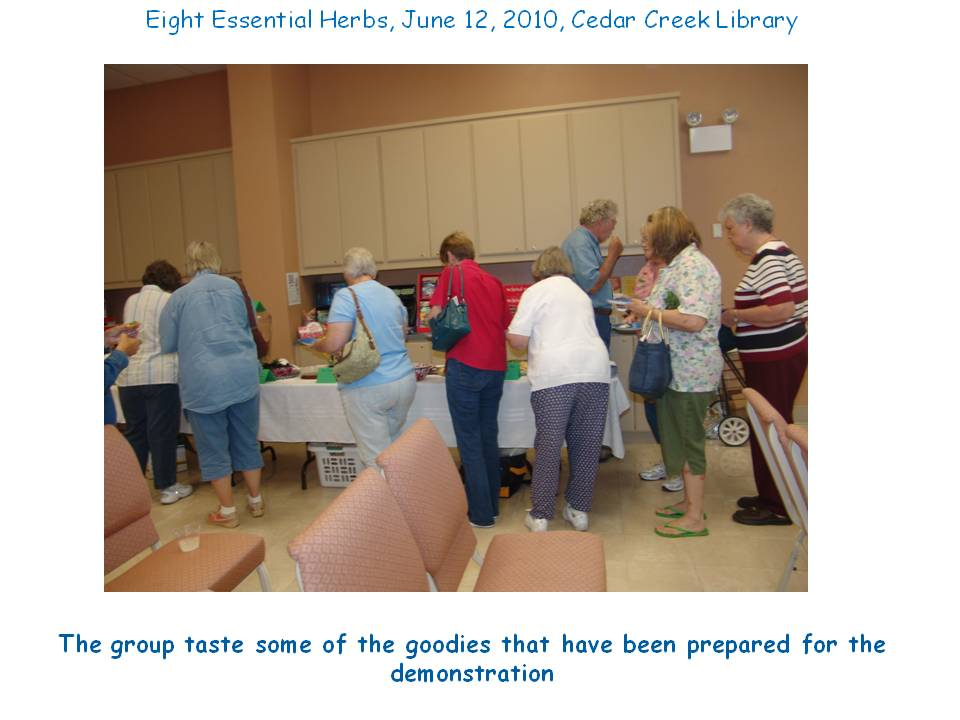 Eight Essential Herbs, June 12, 2010, Cedar Creek Library
The group taste some of the goodies that have been prepared for the
demonstration